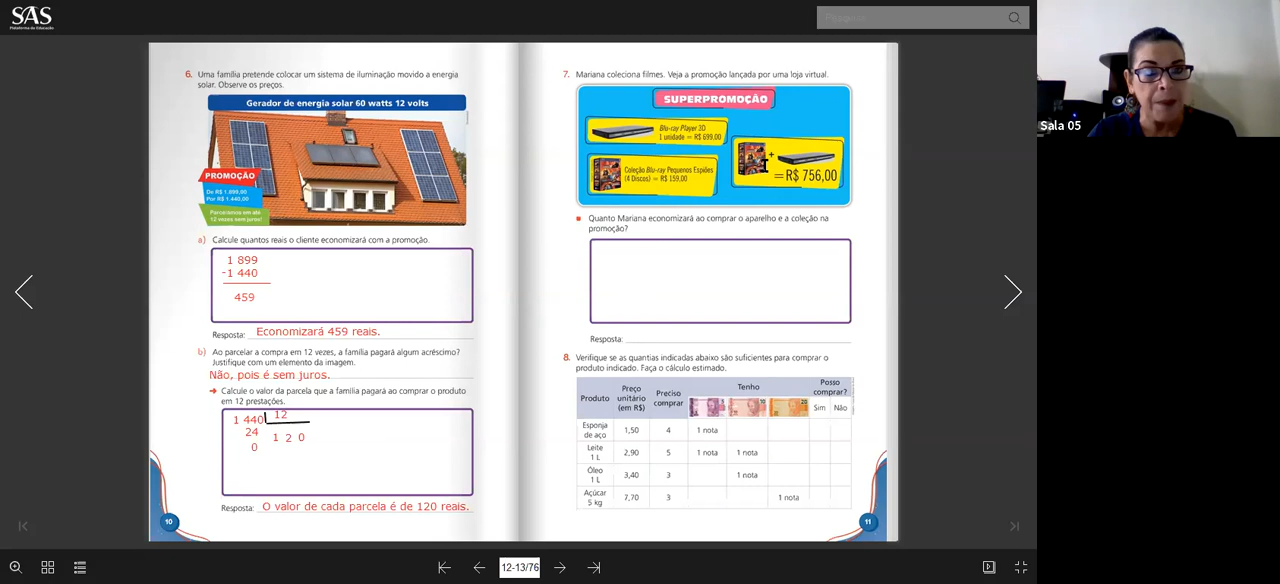 SAS
Plataforma de Educação
6. Uma família pretende colocar um sistema de iluminação movido a energia
solar. Observe os preços.
Gerador de energia solar 60 watts 12 volts
PROMOÇÃO
De R$ 1.899,00
Por R$ 1.440,00
Parcelamos em até
12 vezes sem juros!
a) Calcule quantos reais o cliente economizará com a promoção.
1 899
-1 440
459
Resposta: Economizará 459 reais.
b) Ao parcelar a compra em 12 vezes, a família pagará algum acréscimo?
Justifique com um elemento da imagem.
Não, pois é sem juros.
➔ Calcule o valor da parcela que a família pagará ao comprar o produto
em 12 prestações.
1 440 12
24 1 2 0
0
Resposta: O valor de cada parcela é de 120 reais.
10
7. Mariana coleciona filmes. Veja a promoção lançada por uma loja virtual.
SUPERPROMOÇÃO
Blu-ray Player 3D
1 unidade = R$ 699,00
Coleção Blu-ray Pequenos Espiões
(4 Discos) = R$ 159,00
+
= R$ 756,00
■ Quanto Mariana economizará ao comprar o aparelho e a coleção na
promoção?
Resposta:
8. Verifique se as quantias indicadas abaixo são suficientes para comprar o
produto indicado. Faça o cálculo estimado.
Produto Preço unitário (em R$) Preciso comprar Tenho Posso comprar?
Sim Não
Esponja de aço 1,50 4 1 nota
Leite 1 L 2,90 5 1 nota 1 nota
Óleo 1 L 3,40 3 1 nota
Açúcar 5 kg 7,70 3 1 nota
11
Sala 05
12-13/76